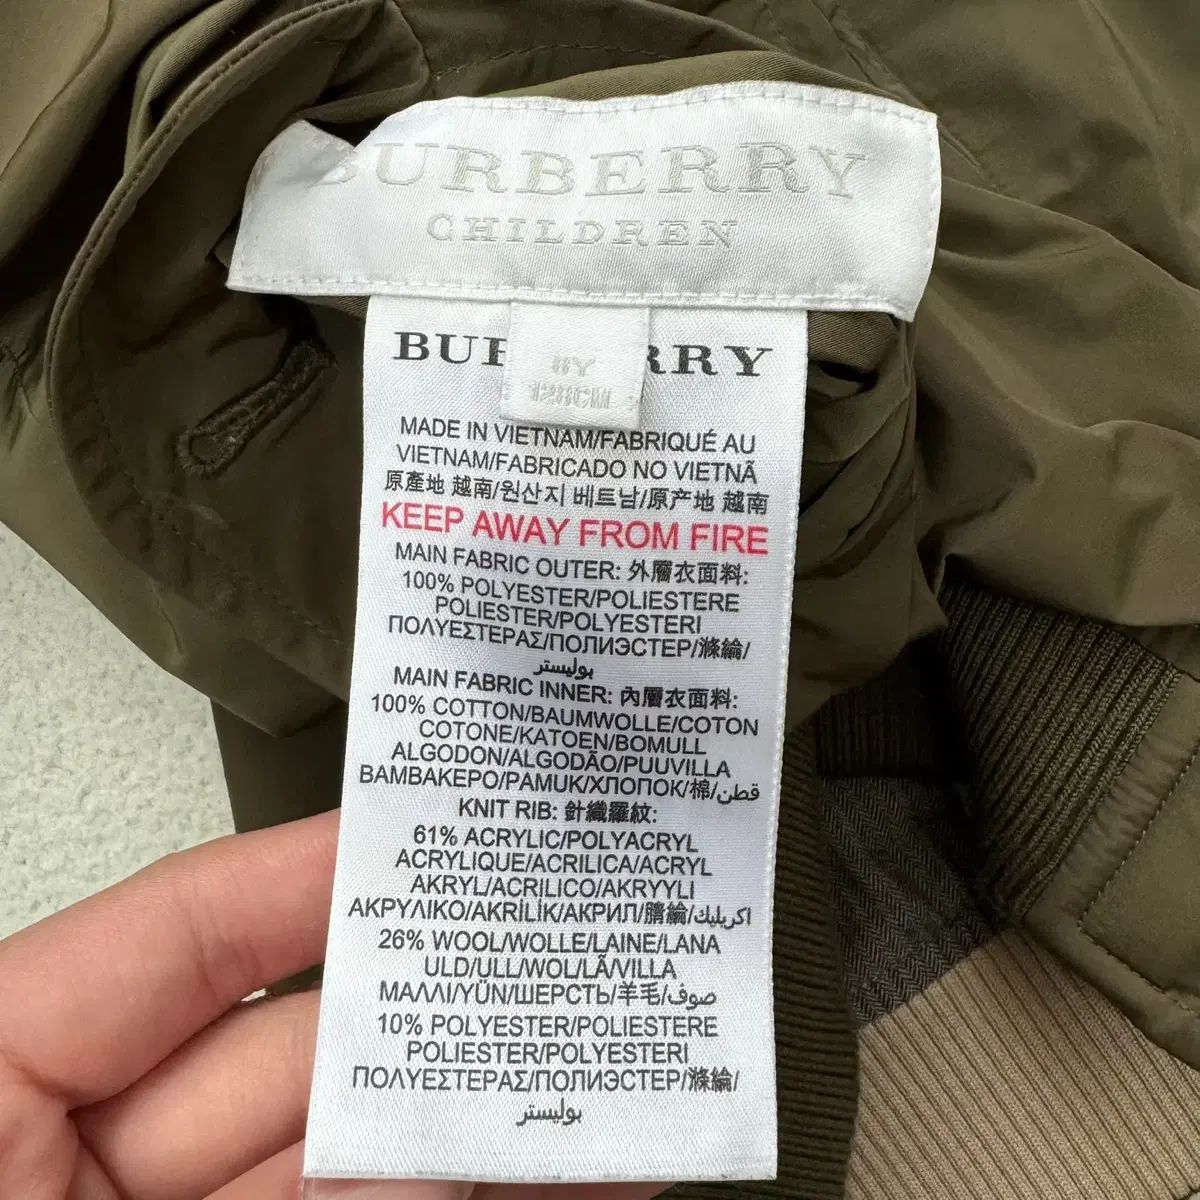 BURBERRY
CHILDREN
8Y
128CM
MADE IN VIETNAM/FABRIQUÉ AU
VIETNAM/FABRICADO NO VIETNÃ
原產地 越南/원산지 베트남/原产地 越南
KEEP AWAY FROM FIRE
MAIN FABRIC OUTER: 外層衣面料:
100% POLYESTER/POLIESTERE
POLIESTER/POLYESTERI
ΠΟΛΥΕΣΤΕΡΑΣ/ПОЛИЭСТЕР/滌綸/
بوليستر
MAIN FABRIC INNER: 內層衣面料:
100% COTTON/BAUMWOLLE/COTON
COTONE/KATOEN/BOMULL
ALGODON/ALGODÃO/PUUVILLA
ΒΑΜΒΑΚΕΡΟ/PAMUK/ХЛОПОК/棉/قطن
KNIT RIB: 針織羅紋:
61% ACRYLIC/POLYACRYL
ACRYLIQUE/ACRILICA/ACRYL
AKRYL/ACRILICO/AKRYYLI
ΑΚΡΥΛΙΚΟ/AKRİLİK/АКРИЛ/腈綸/اكريليك
26% WOOL/WOLLE/LAINE/LANA
ULD/ULL/WOL/LÃ/VILLA
ΜΑΛΛΙ/YÜN/ШЕРСТЬ/羊毛/صوف
10% POLYESTER/POLIESTERE
POLIESTER/POLYESTERI
ΠΟΛΥΕΣΤΕΡΑΣ/ПОЛИЭСТЕР/滌綸/
بوليستر